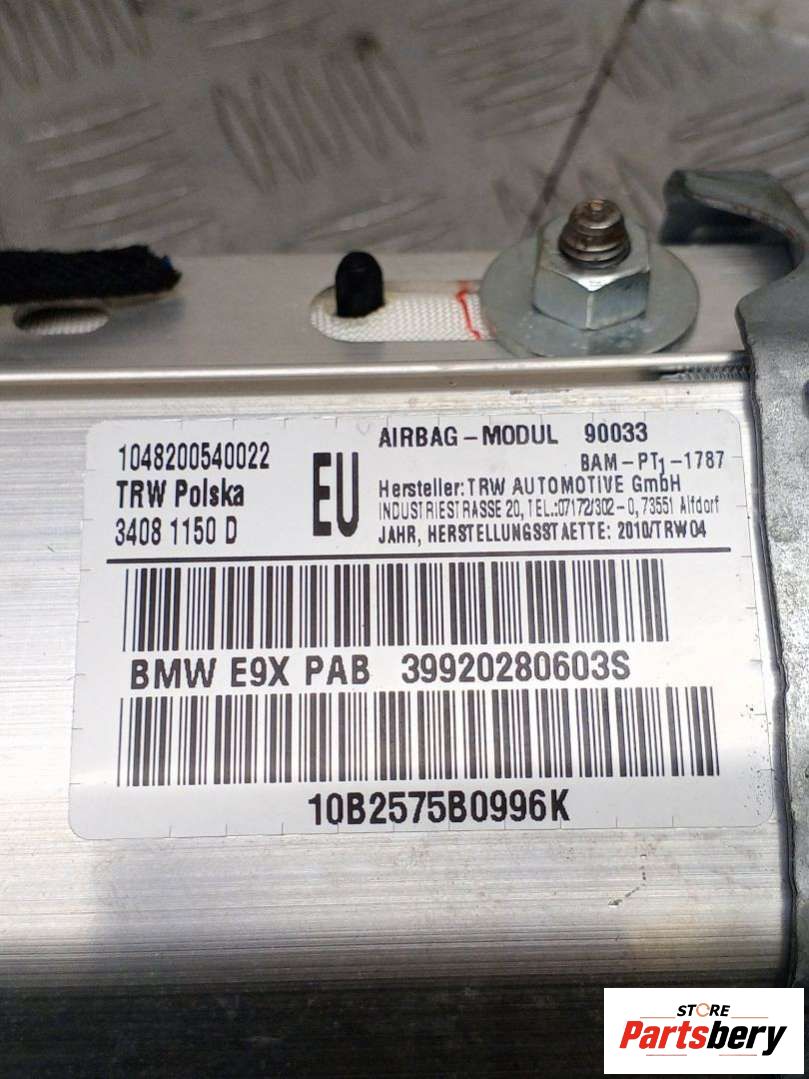 1048200540022
TRW Polska
3408 1150 D
EU
AIRBAG-MODUL 90033
BAM-PT1-1787
Hersteller: TRW AUTOMOTIVE GmbH
INDUSTRIESTRASSE 20, TEL.:07172/302-0, 73551 Alfdorf
JAHR, HERSTELLUNGSSTAETTE: 2010/TRW04
BMW E9X PAB 39920280603S
10B2575B0996K
STORE
Partsbery